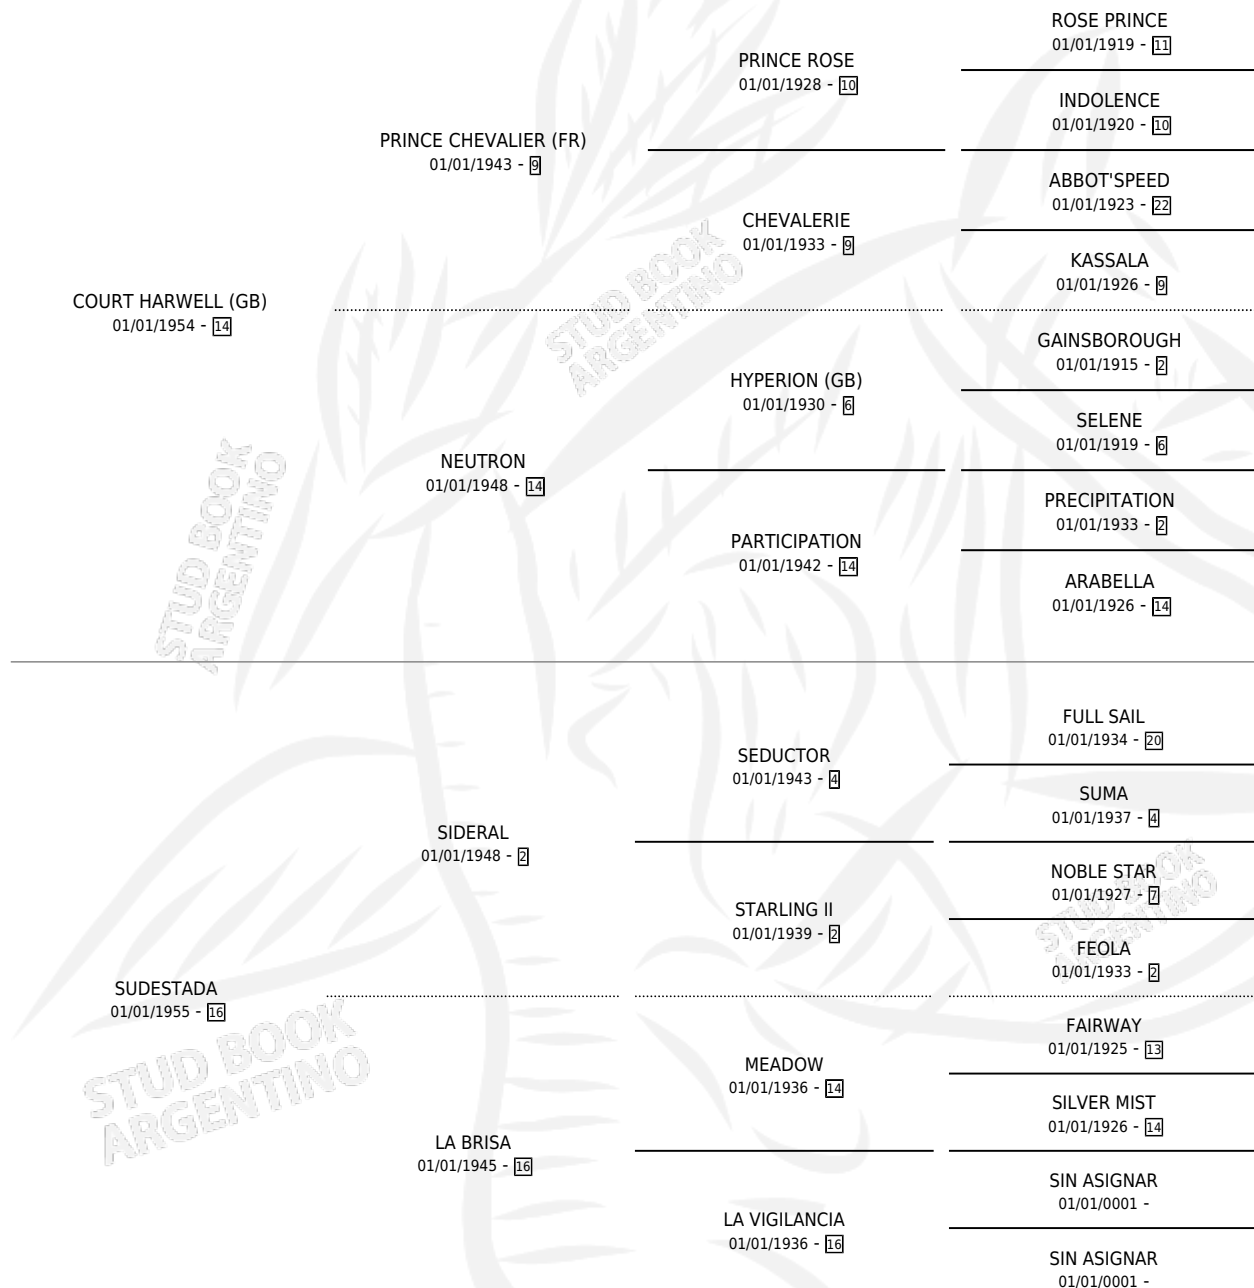 ROSE PRINCE
01/01/1919 - 11
PRINCE ROSE
01/01/1928 - 10
INDOLENCE
01/01/1920 - 10
PRINCE CHEVALIER (FR)
01/01/1943 - 9
ABBOT'SPEED
01/01/1923 - 22
CHEVALERIE
01/01/1933 - 9
KASSALA
01/01/1926 - 9
COURT HARWELL (GB)
01/01/1954 - 14
STUD BOOK
ARGENTINO
GAINSBOROUGH
01/01/1915 - 2
HYPERION (GB)
01/01/1930 - 6
SELENE
01/01/1919 - 6
NEUTRON
01/01/1948 - 14
PRECIPITATION
01/01/1933 - 2
PARTICIPATION
01/01/1942 - 14
ARABELLA
01/01/1926 - 14
STUD BOOK
ARGENTINO
FULL SAIL
01/01/1934 - 20
SEDUCTOR
01/01/1943 - 4
SUMA
01/01/1937 - 4
SIDERAL
01/01/1948 - 2
NOBLE STAR
01/01/1927 - 7
STARLING II
01/01/1939 - 2
STUD BOOK
ARGENTINO
FEOLA
01/01/1933 - 2
SUDESTADA
01/01/1955 - 16
STUD BOOK
ARGENTINO
FAIRWAY
01/01/1925 - 13
MEADOW
01/01/1936 - 14
SILVER MIST
01/01/1926 - 14
LA BRISA
01/01/1945 - 16
SIN ASIGNAR
01/01/0001 -
LA VIGILANCIA
01/01/1936 - 16
SIN ASIGNAR
01/01/0001 -